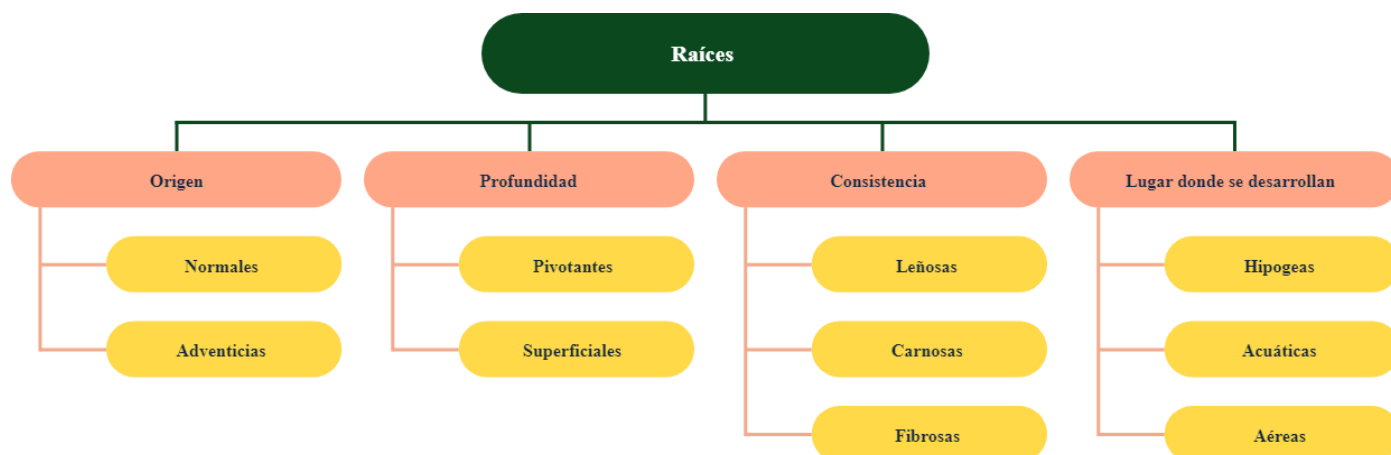 Raíces
Origen
Normales
Adventicias
Profundidad
Pivotantes
Superficiales
Consistencia
Leñosas
Carnosas
Fibrosas
Lugar donde se desarrollan
Hipogeas
Acuáticas
Aéreas